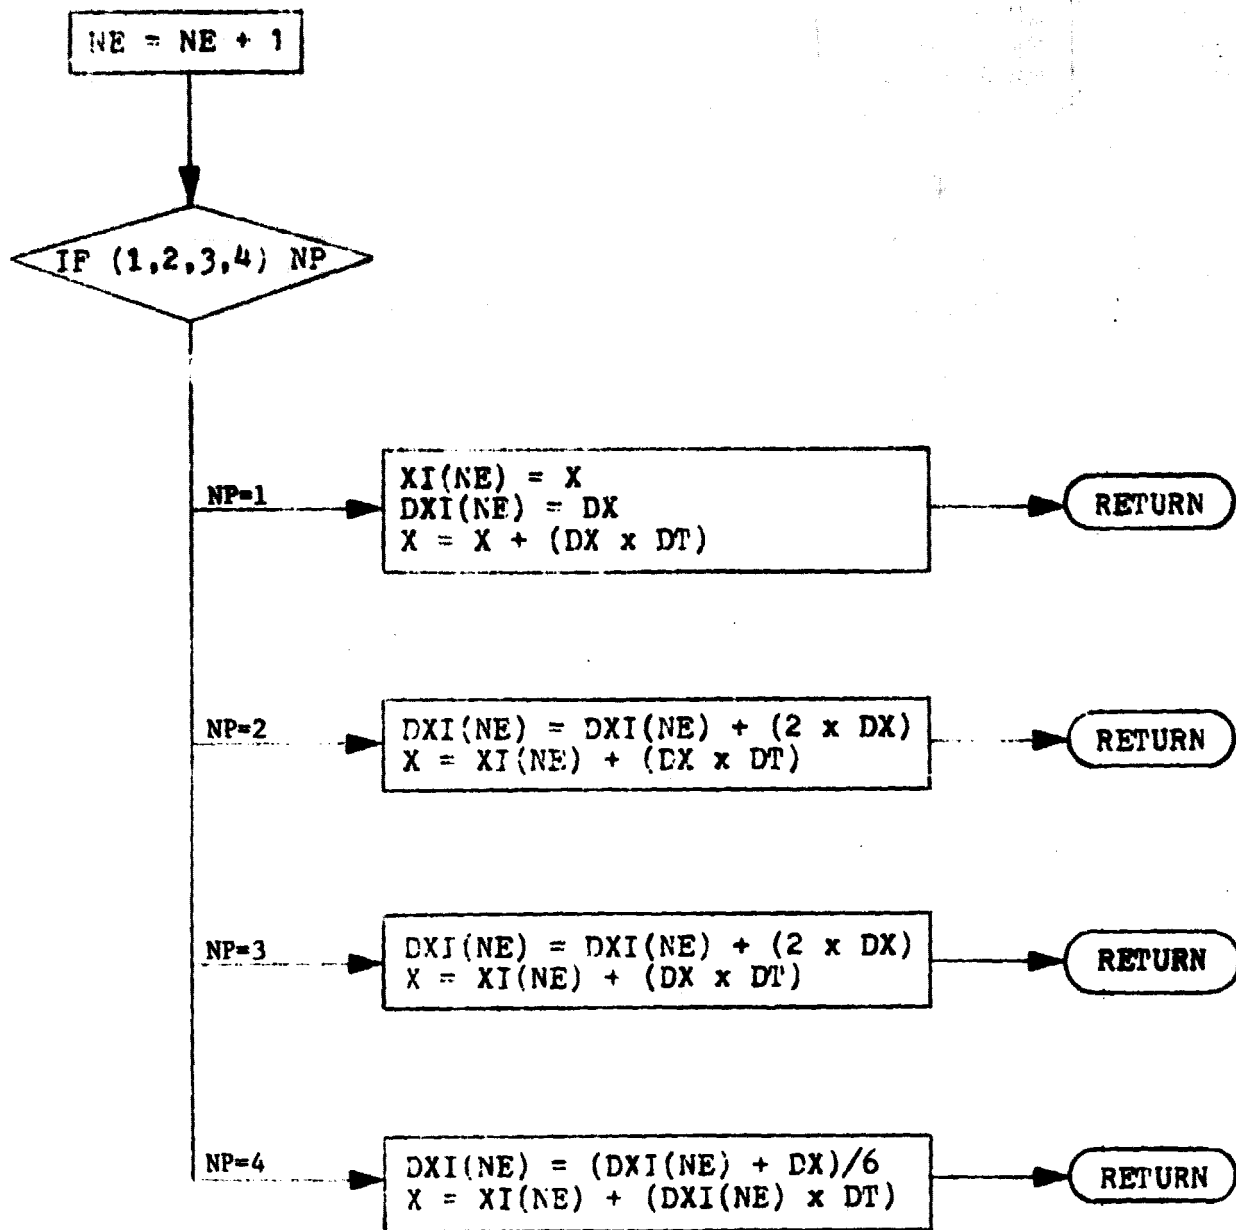 NE = NE + 1
IF (1,2,3,4) NP
NP=1
XI(NE) = X
DXI(NE) = DX
X = X + (DX x DT)
RETURN
NP=2
DXI(NE) = DXI(NE) + (2 x DX)
X = XI(NE) + (DX x DT)
RETURN
NP=3
DXI(NE) = DXI(NE) + (2 x DX)
X = XI(NE) + (DX x DT)
RETURN
NP=4
DXI(NE) = (DXI(NE) + DX)/6
X = XI(NE) + (DXI(NE) x DT)
RETURN